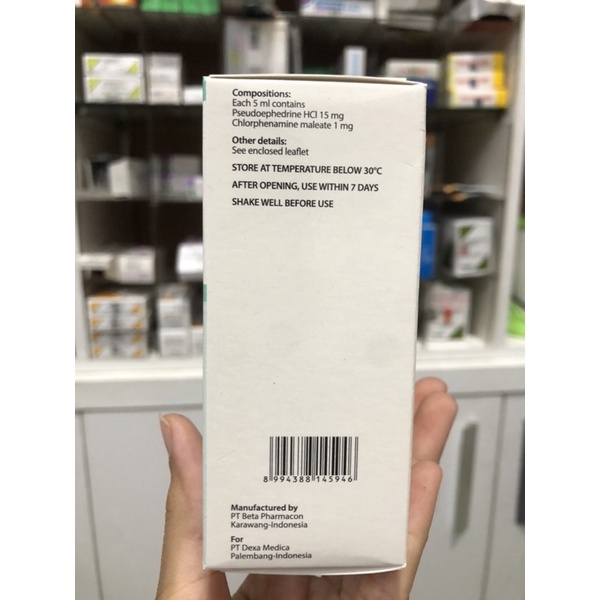 Compositions:
Each 5 ml contains
Pseudoephedrine HCl 15 mg
Chlorphenamine maleate 1 mg
Other details:
See enclosed leaflet
STORE AT TEMPERATURE BELOW 30°C
AFTER OPENING, USE WITHIN 7 DAYS
SHAKE WELL BEFORE USE
8 994388 145946
Manufactured by
PT Beta Pharmacon
Karawang-Indonesia
For
PT Dexa Medica
Palembang-Indonesia